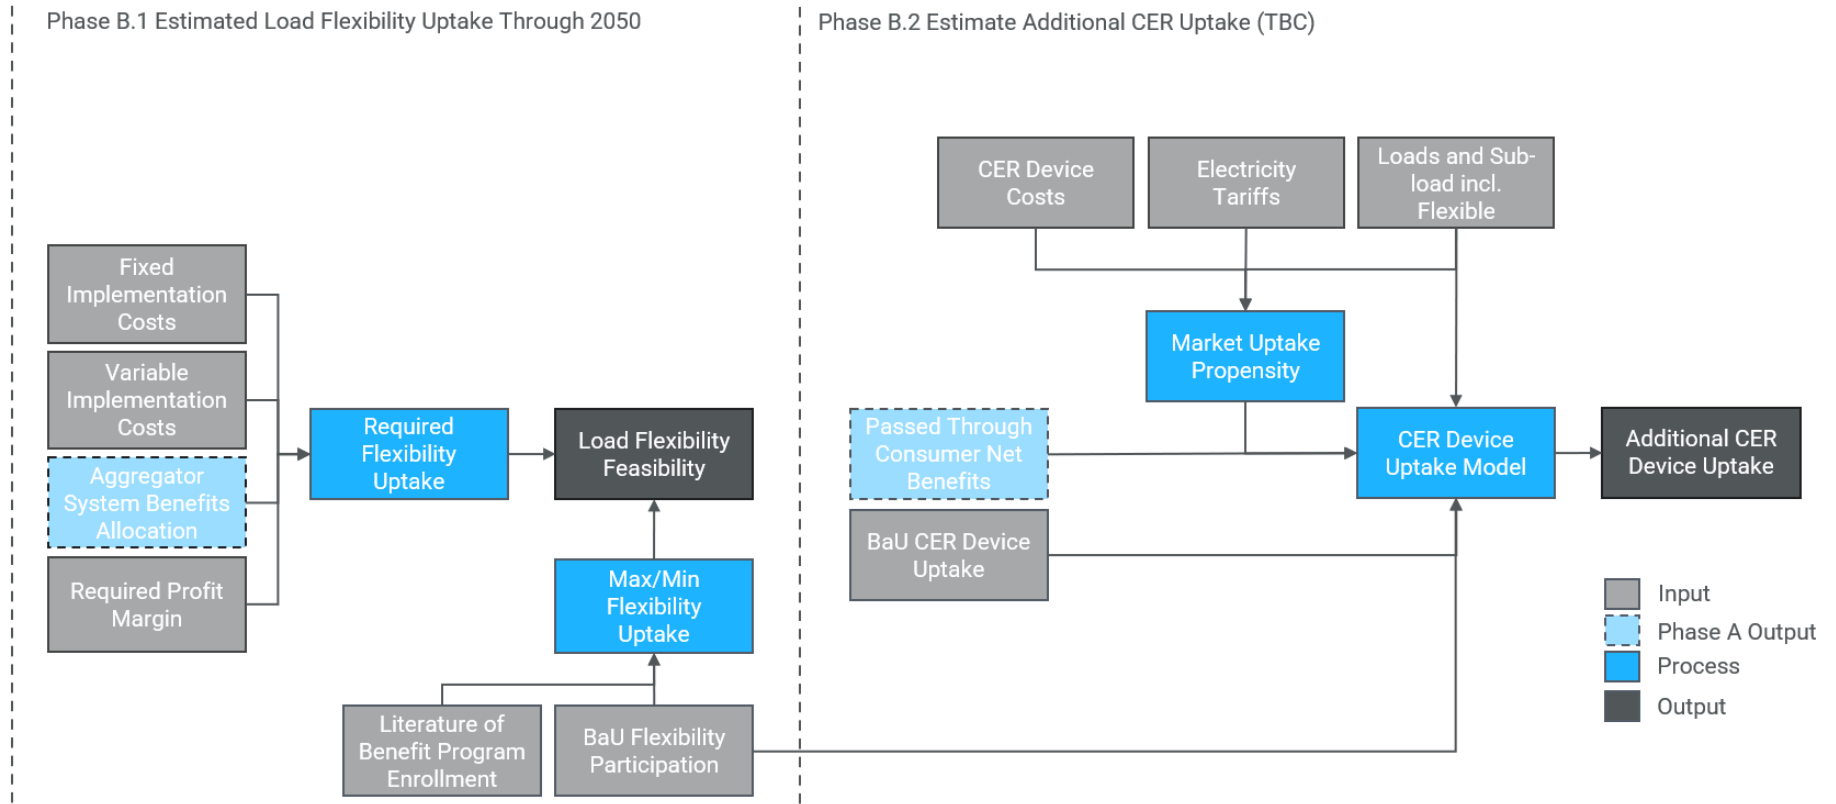 Phase B.1 Estimated Load Flexibility Uptake Through 2050
Phase B.2 Estimate Additional CER Uptake (TBC)
CER Device
Costs
Electricity
Tariffs
Loads and Sub-
load incl.
Flexible
Fixed
Implementation
Costs
Variable
Implementation
Costs
Aggregator
System Benefits
Allocation
Required Profit
Margin
Required
Flexibility
Uptake
Load Flexibility
Feasibility
Max/Min
Flexibility
Uptake
Literature of
Benefit Program
Enrollment
BaU Flexibility
Participation
Market Uptake
Propensity
Passed Through
Consumer Net
Benefits
BaU CER Device
Uptake
CER Device
Uptake Model
Additional CER
Device Uptake
Input
Phase A Output
Process
Output